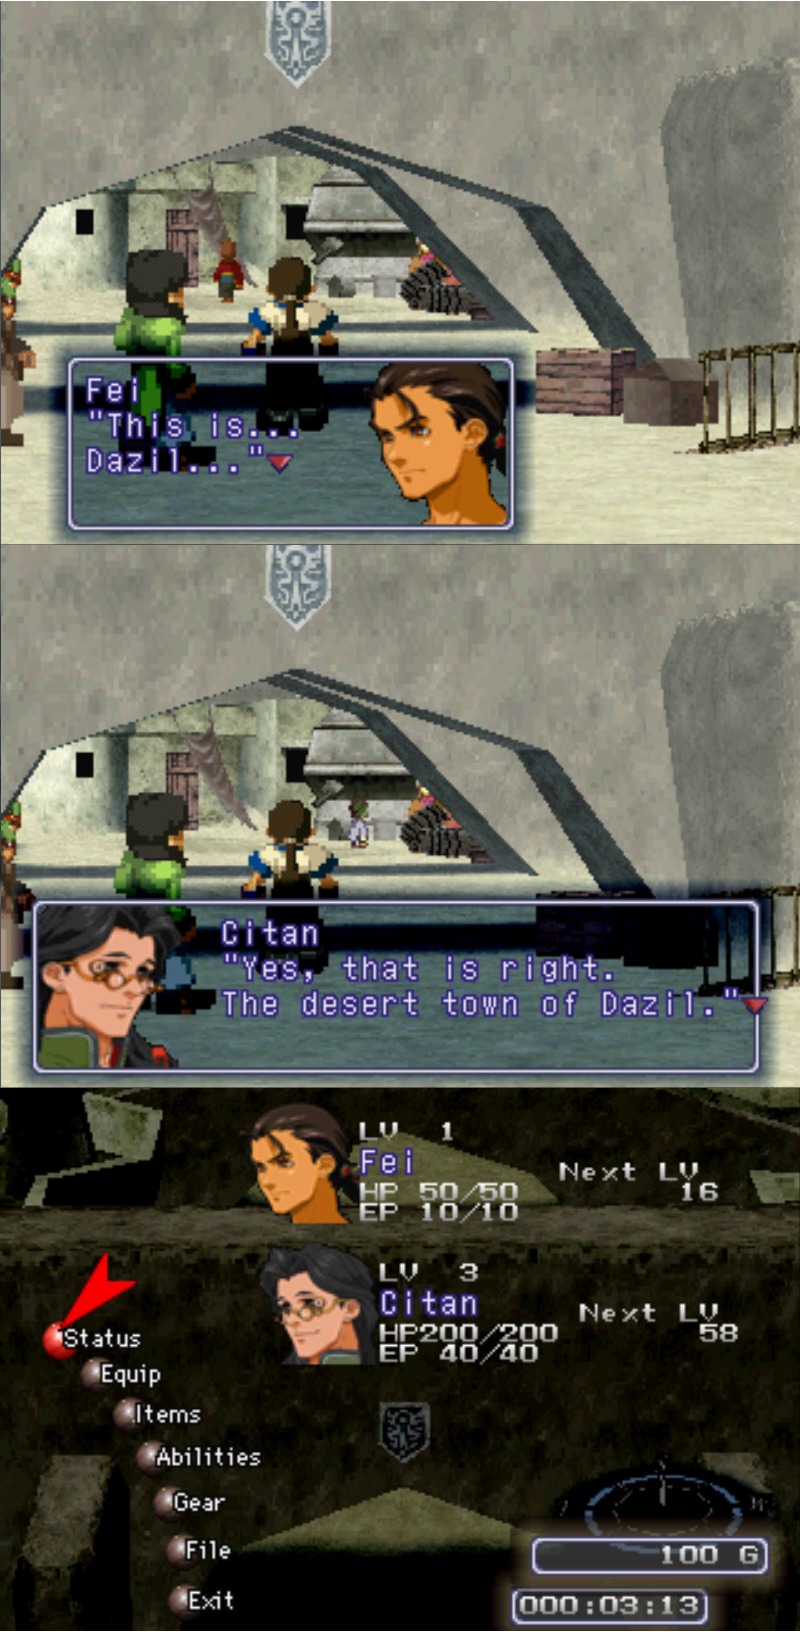 Fei
"This is...
Dazil..."
Citan
"Yes, that is right.
The desert town of Dazil."
LV 1
Fei
HP 50/50
EP 10/10
Next LV
16
LV 3
Citan
HP200/200
EP 40/40
Next LV
58
Status
Equip
Items
Abilities
Gear
File
Exit
100 G
000:03:13